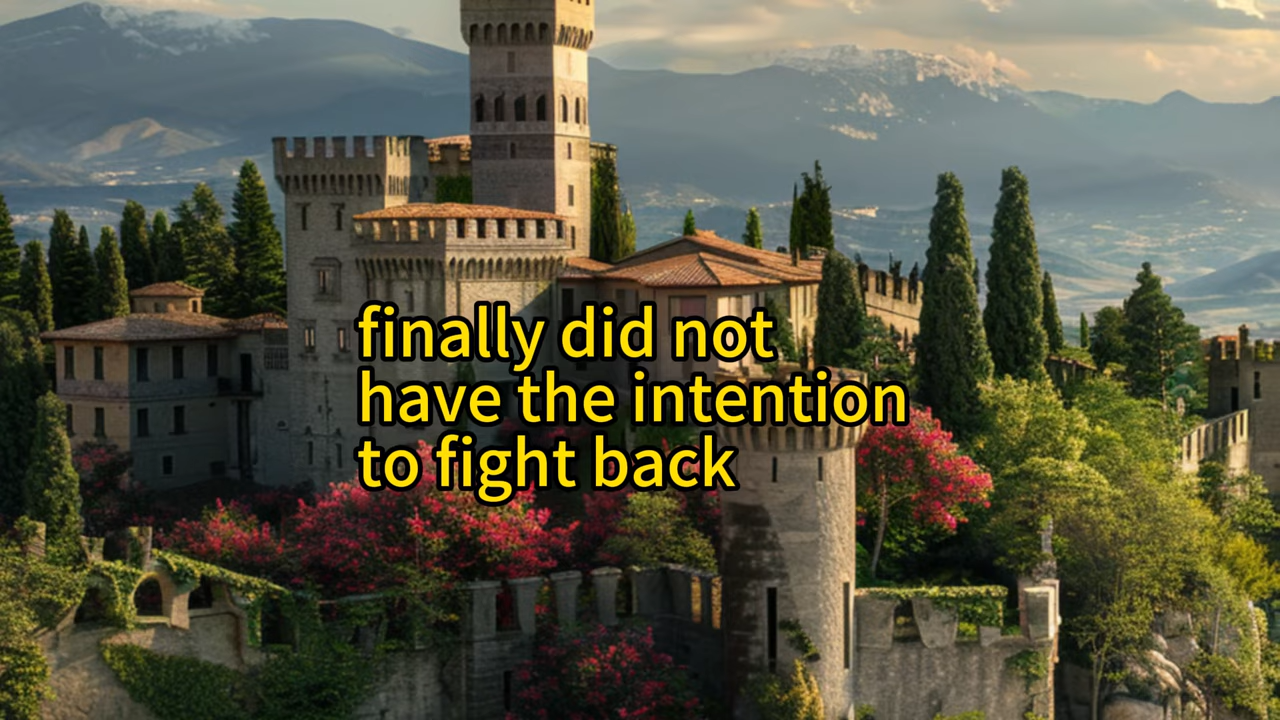 finally did not
have the intention
to fight back